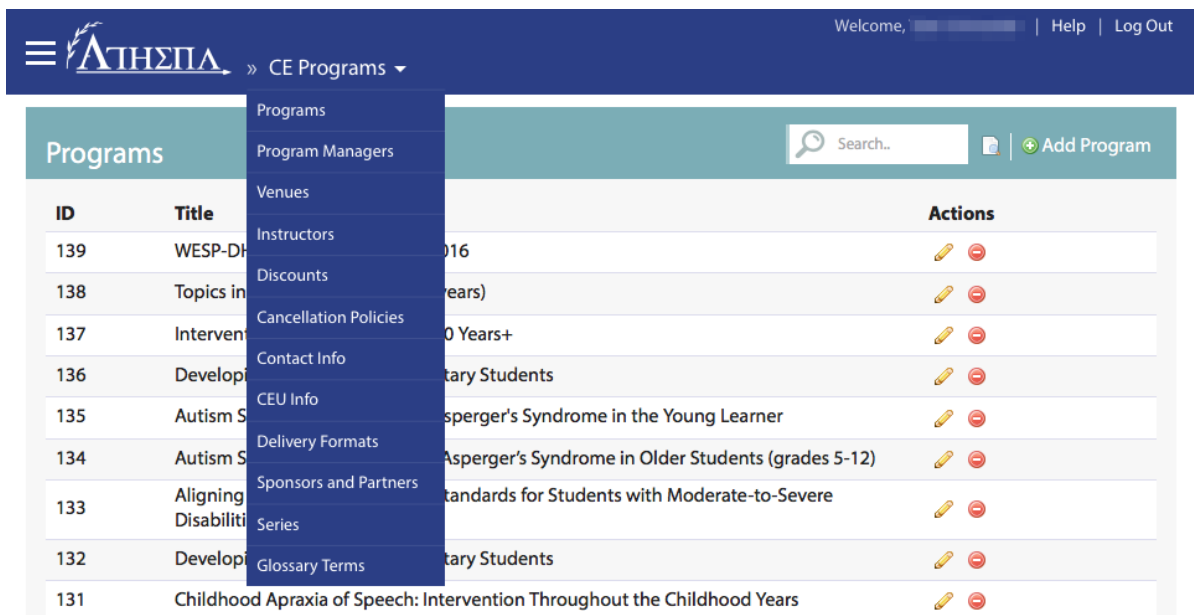 Welcome, | Help | Log Out
ΑΤΗΣΠΑ » CE Programs
Programs
Program Managers
Venues
Instructors
Discounts
Cancellation Policies
Contact Info
CEU Info
Delivery Formats
Sponsors and Partners
Series
Glossary Terms
Programs Search.. | Add Program
ID Title Actions
139 WESP-DH 016
138 Topics in years)
137 Interven 0 Years+
136 Developi tary Students
135 Autism S sperger's Syndrome in the Young Learner
134 Autism S Asperger’s Syndrome in Older Students (grades 5-12)
133 Aligning tandards for Students with Moderate-to-Severe
Disabiliti
132 Developi tary Students
131 Childhood Apraxia of Speech: Intervention Throughout the Childhood Years